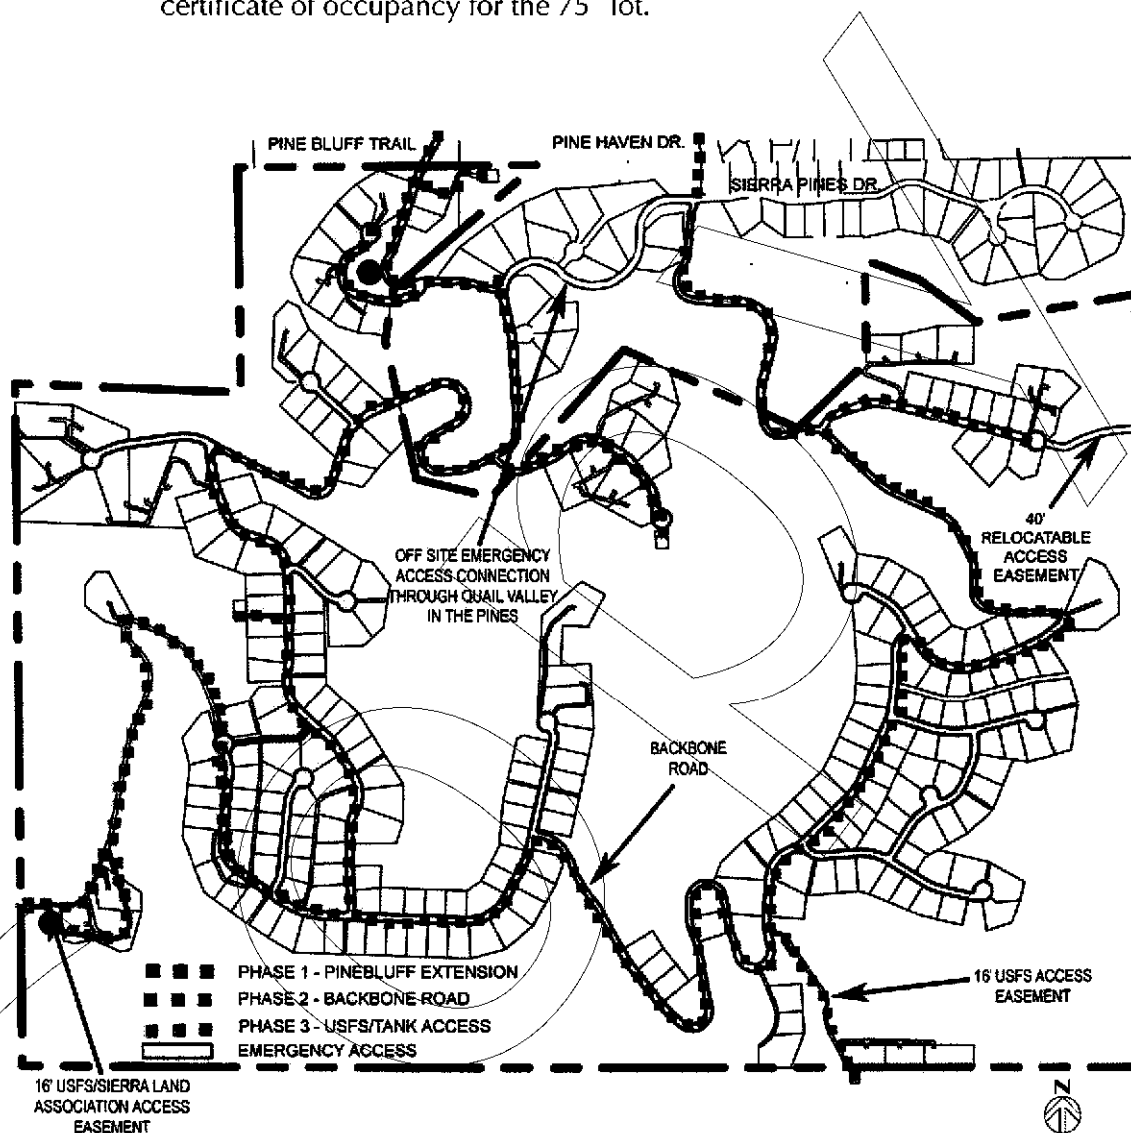 certificate of occupancy for the 75 lot.
PINE BLUFF TRAIL
PINE HAVEN DR.
SIERRA PINES DR.
OFF SITE EMERGENCY
ACCESS CONNECTION
THROUGH QUAIL VALLEY
IN THE PINES
40'
RELOCATABLE
ACCESS
EASEMENT
BACKBONE
ROAD
PHASE 1 - PINEBLUFF EXTENSION
PHASE 2 - BACKBONE ROAD
PHASE 3 - USFS/TANK ACCESS
EMERGENCY ACCESS
16' USFS ACCESS
EASEMENT
16' USFS/SIERRA LAND
ASSOCIATION ACCESS
EASEMENT
N